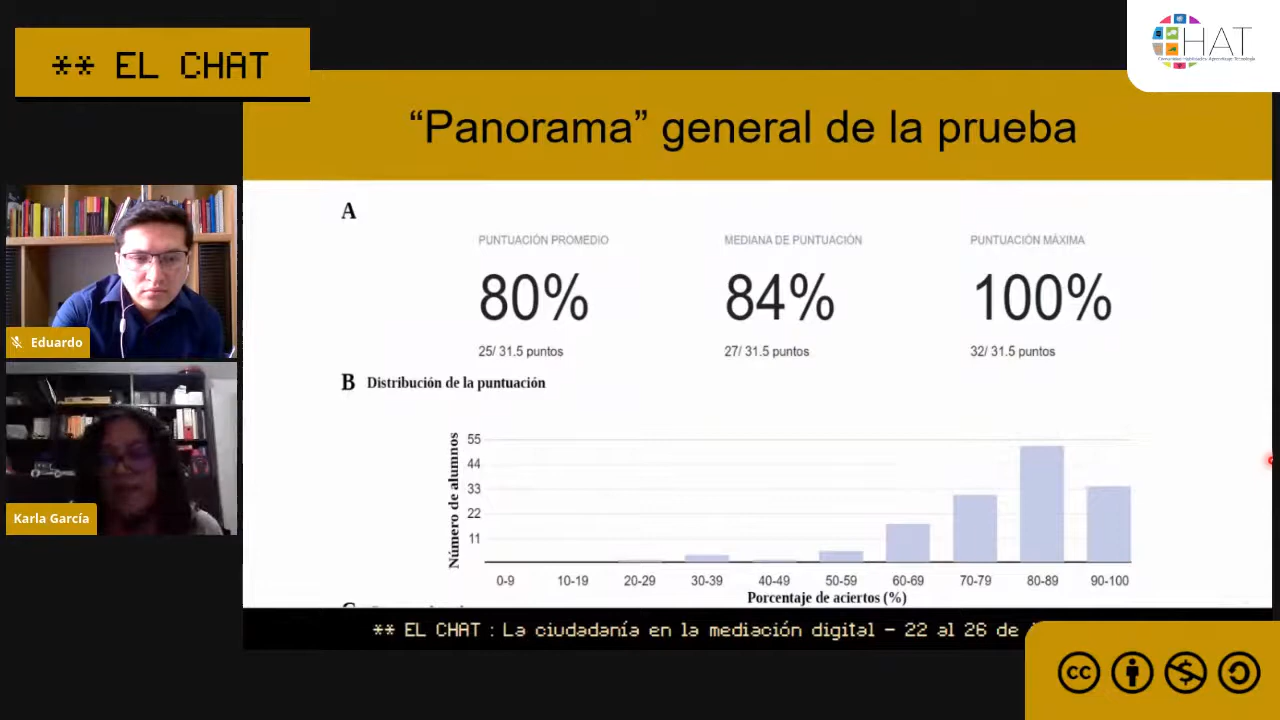 ** EL CHAT
HAT
“Panorama” general de la prueba
A
PUNTUACIÓN PROMEDIO
MEDIANA DE PUNTUACIÓN
PUNTUACIÓN MÁXIMA
80%
84%
100%
25/ 31.5 puntos
27/ 31.5 puntos
32/ 31.5 puntos
B Distribución de la puntuación
Número de alumnos
55
44
33
22
11
0-9 10-19 20-29 30-39 40-49 50-59 60-69 70-79 80-89 90-100
Porcentaje de aciertos (%)
Eduardo
Karla García
** EL CHAT : La ciudadanía en la mediación digital – 22 al 26 de
cc